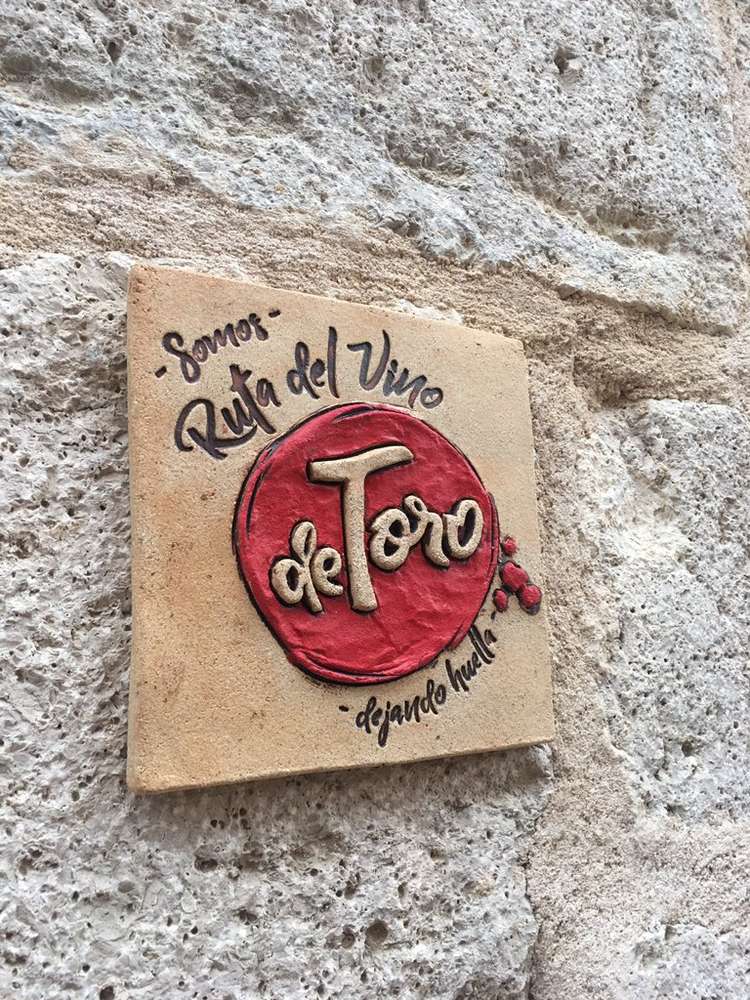 -Somos-
Ruta del Vino
de Toro
-dejando huella-